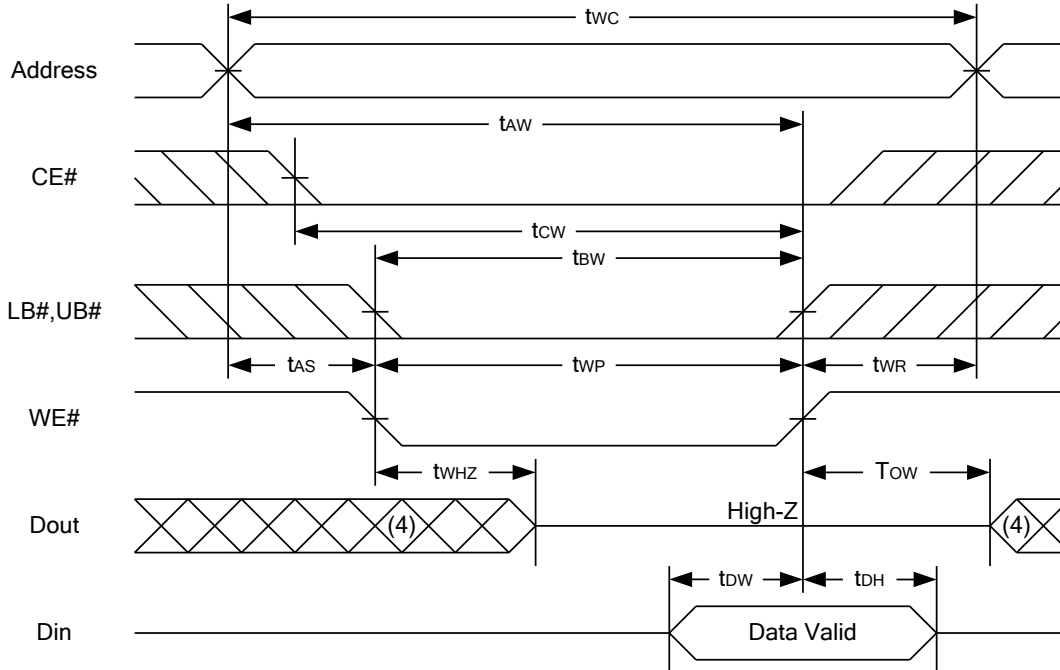 tWC
Address
tAW
CE#
tCW
tBW
LB#,UB#
tAS
tWP
tWR
WE#
tWHZ
TOW
Dout
(4)
High-Z
(4)
tDW
tDH
Din
Data Valid